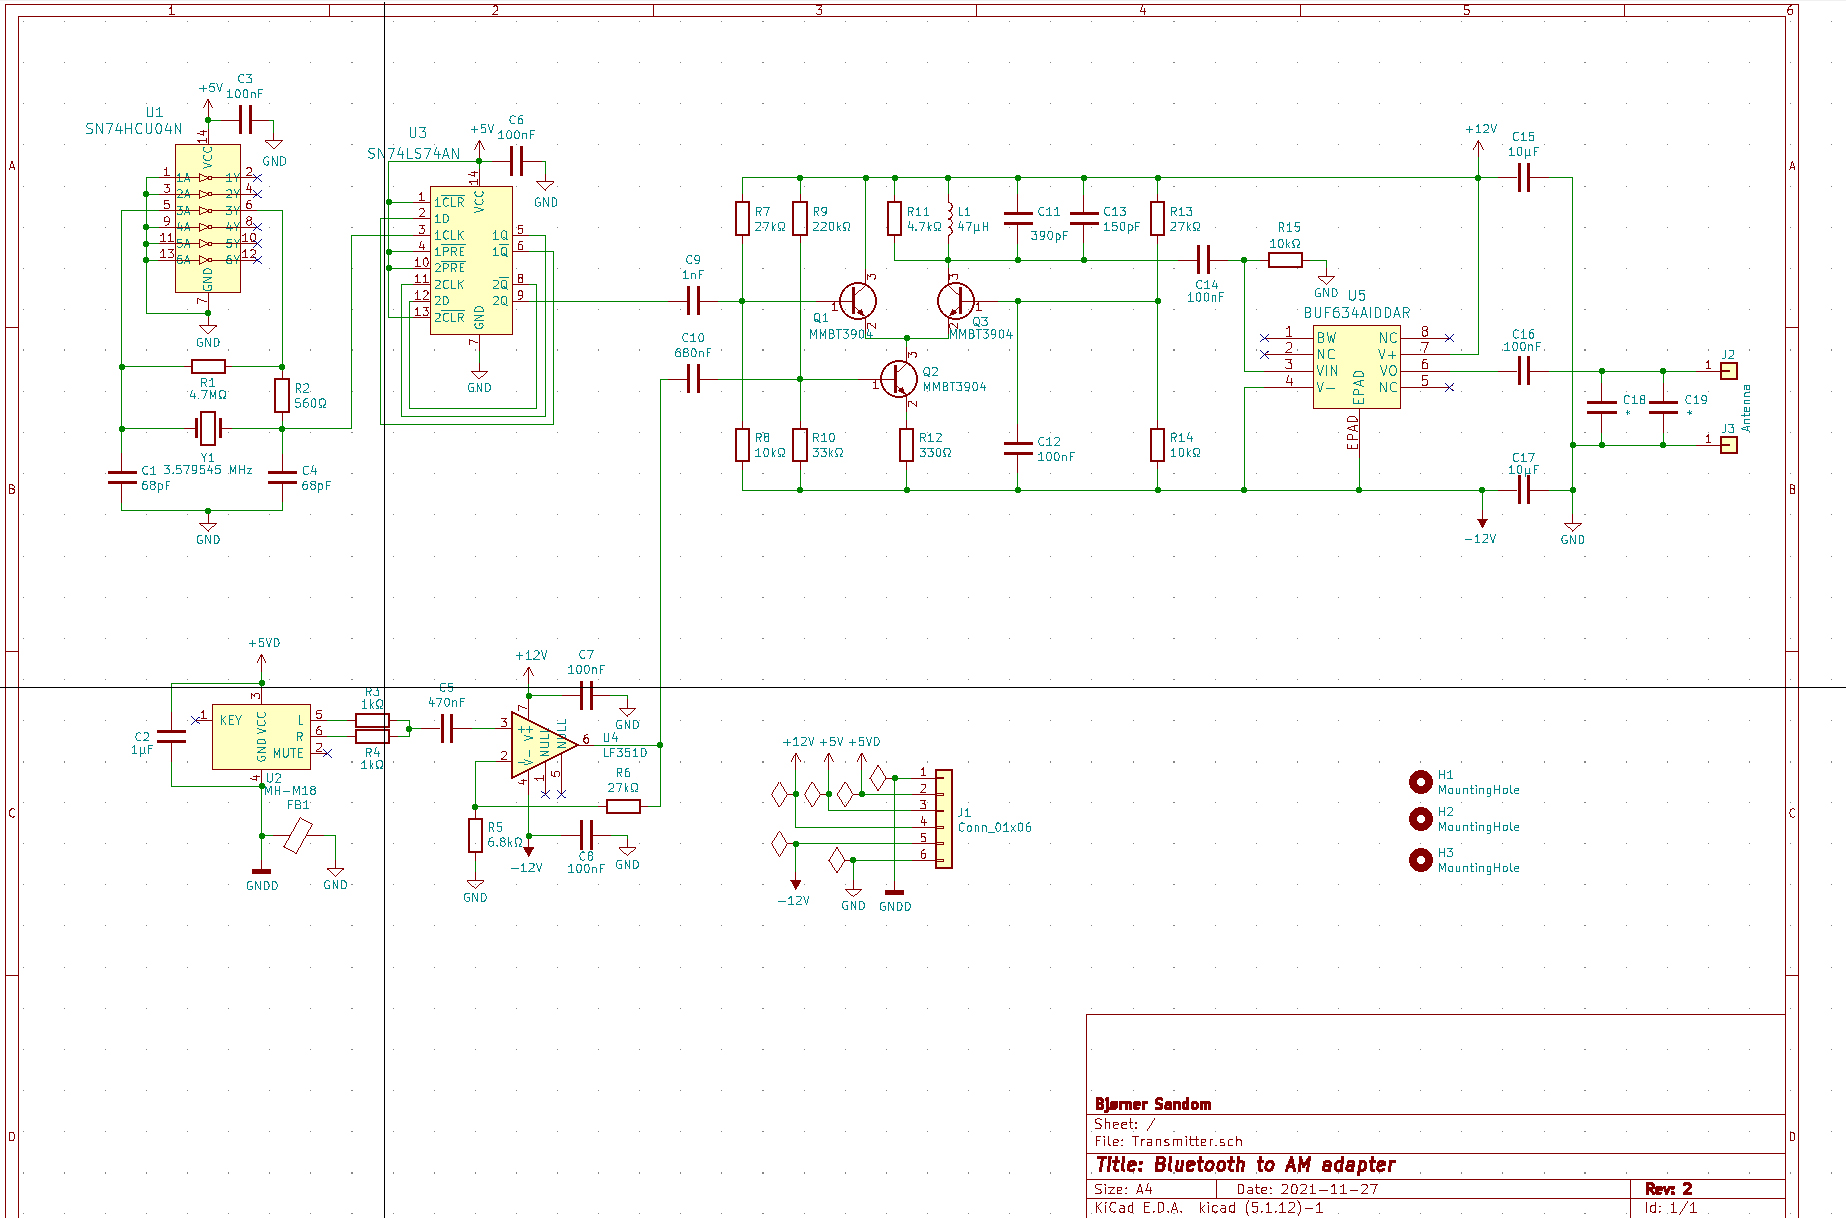 1 2 3 4 5 6
A A
B B
C C
D D
+5V
C3
100nF
GND
U1
SN74HCU04N
14
VCC
1 1A 1Y 2
3 2A 2Y 4
5 3A 3Y 6
9 4A 4Y 8
11 5A 5Y 10
13 6A 6Y 12
GND
7
GND
R1
4.7MΩ
R2
560Ω
Y1
3.579545 MHz
C1
68pF
C4
68pF
GND
U3
SN74LS74AN
+5V
C6
100nF
GND
14
VCC
1 1CLR
2 1D
3 1CLK
4 1PRE
10 2PRE
11 2CLK
12 2D
13 2CLR
1Q 5
1Q 6
2Q 8
2Q 9
GND
7
GND
C9
1nF
C10
680nF
R7
27kΩ
R9
220kΩ
R11
4.7kΩ
L1
47µH
C11
390pF
C13
150pF
R13
27kΩ
Q1
MMBT3904
1
2
3
Q3
MMBT3904
1
2
3
Q2
MMBT3904
1
2
3
R8
10kΩ
R10
33kΩ
R12
330Ω
C12
100nF
R14
10kΩ
C14
100nF
R15
10kΩ
GND
U5
BUF634AIDDAR
1 BW NC 8
2 NC V+ 7
3 VIN VO 6
4 V- NC 5
EPAD
EPAD
+12V
C15
10µF
C16
100nF
C17
10µF
-12V
GND
C18
*
C19
*
J2
1
J3
1
Antenna
+5VD
C2
1µF
3
1 KEY
VCC
GND
L 5
R 6
MUTE 2
4
U2
MH-M18
FB1
GNDD
GND
R3
1kΩ
R4
1kΩ
C5
470nF
+12V
C7
100nF
GND
3
2
+
-
V+
V-
NULL
NULL
7
4
1
5
6
U4
LF351D
R6
27kΩ
R5
6.8kΩ
GND
C8
100nF
GND
-12V
+12V +5V +5VD
1
2
3
4
5
6
J1
Conn_01x06
-12V
GND
GNDD
H1
MountingHole
H2
MountingHole
H3
MountingHole
Bjørner Sandom
Sheet: /
File: Transmitter.sch
Title: Bluetooth to AM adapter
Size: A4 Date: 2021-11-27 Rev: 2
KiCad E.D.A. kicad (5.1.12)-1 Id: 1/1